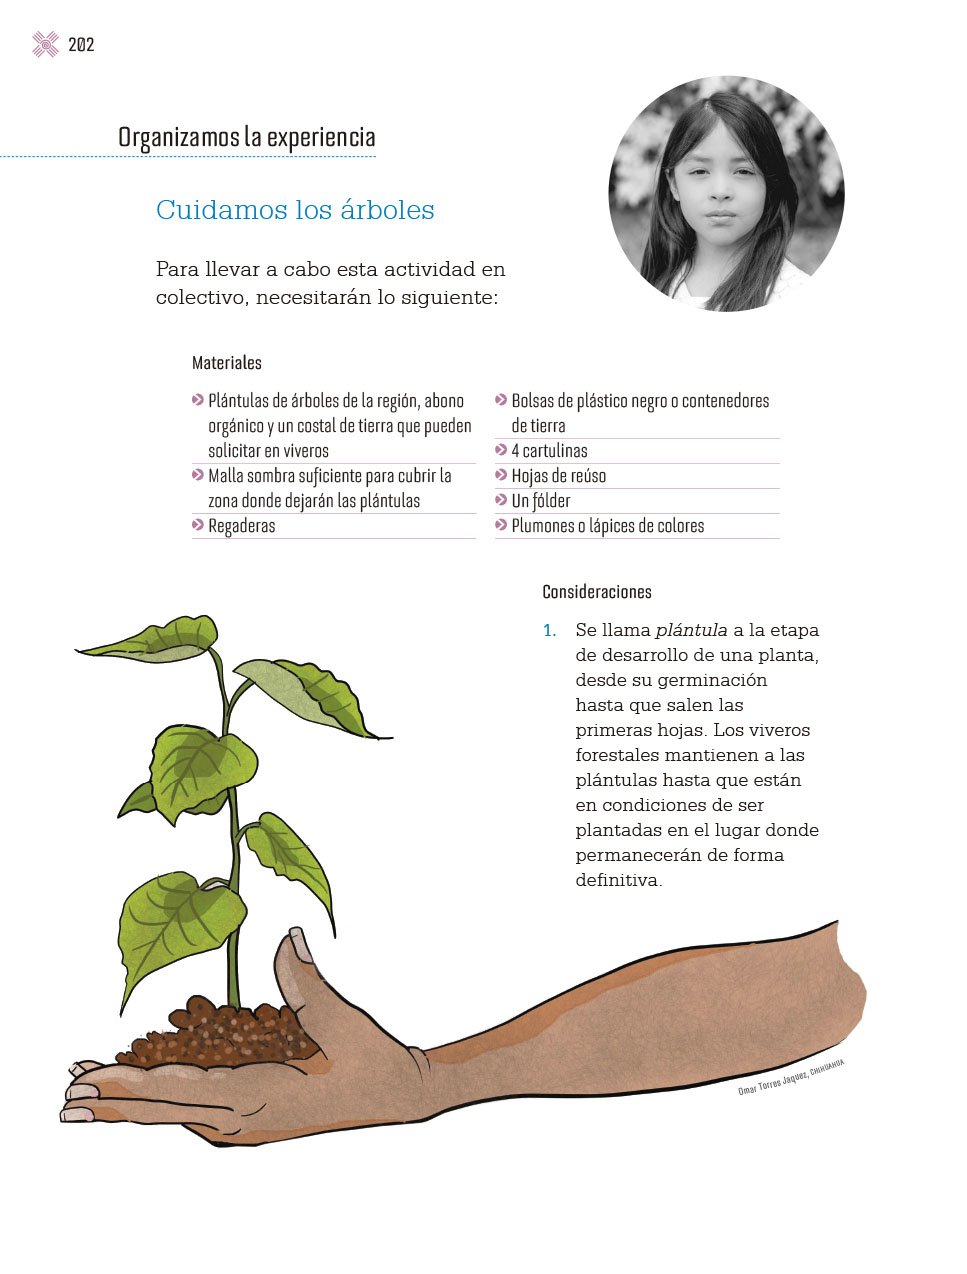 202
Organizamos la experiencia
Cuidamos los árboles
Para llevar a cabo esta actividad en
colectivo, necesitarán lo siguiente:
Materiales
Plántulas de árboles de la región, abono
orgánico y un costal de tierra que pueden
solicitar en viveros
Malla sombra suficiente para cubrir la
zona donde dejarán las plántulas
Regaderas
Bolsas de plástico negro o contenedores
de tierra
4 cartulinas
Hojas de reúso
Un fólder
Plumones o lápices de colores
Consideraciones
1. Se llama plántula a la etapa
de desarrollo de una planta,
desde su germinación
hasta que salen las
primeras hojas. Los viveros
forestales mantienen a las
plántulas hasta que están
en condiciones de ser
plantadas en el lugar donde
permanecerán de forma
definitiva.
Omar Torres Jaquez, CHIHUAHUA